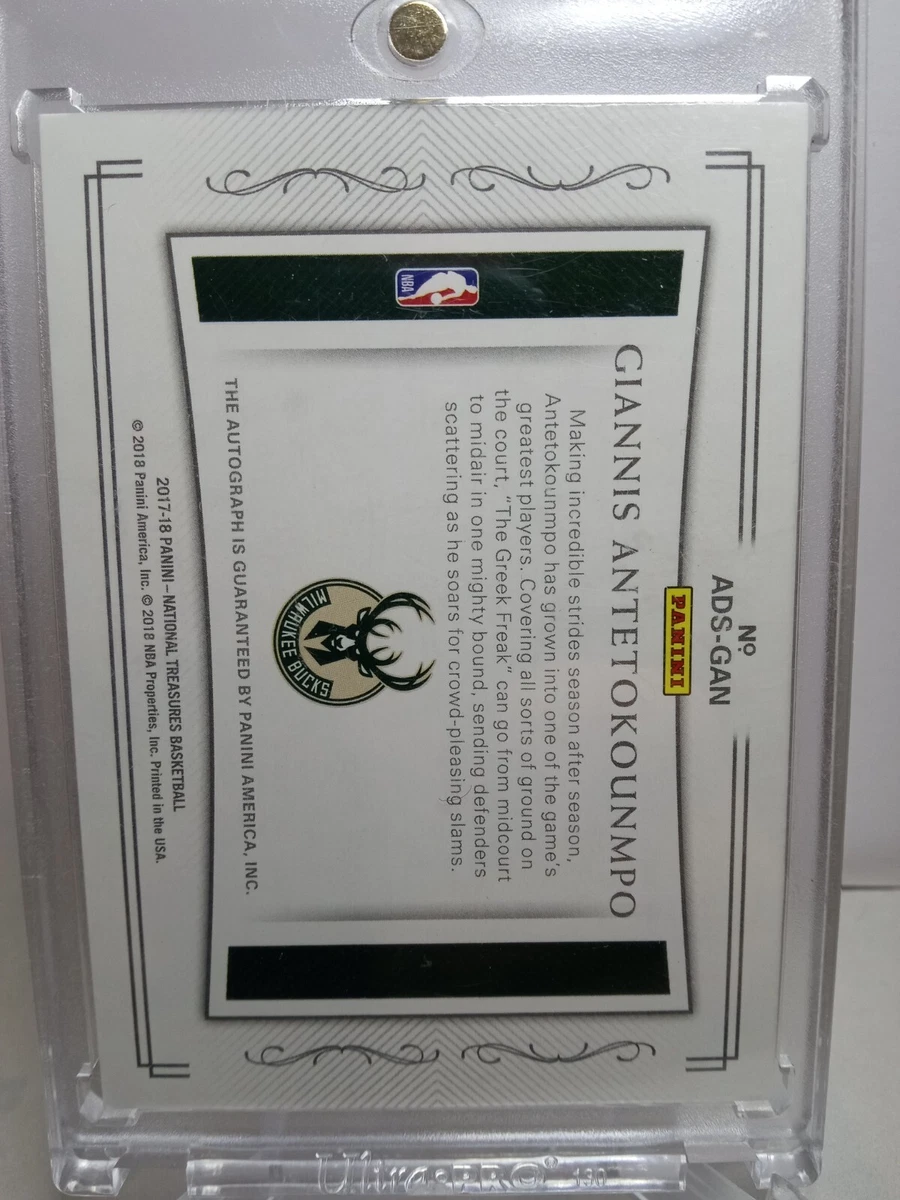 Nº
ADS-GAN
PANINI
GIANNIS ANTETOKOUNMPO
Making incredible strides season after season,
Antetokounmpo has grown into one of the game's
greatest players. Covering all sorts of ground on
the court, "The Greek Freak" can go from midcourt
to midair in one mighty bound, sending defenders
scattering as he soars for crowd-pleasing slams.
NBA
MILWAUKEE BUCKS
THE AUTOGRAPH IS GUARANTEED BY PANINI AMERICA, INC.
2017-18 PANINI – NATIONAL TREASURES BASKETBALL
© 2018 Panini America, Inc. © 2018 NBA Properties, Inc. Printed in the USA.
Ultra PRO®